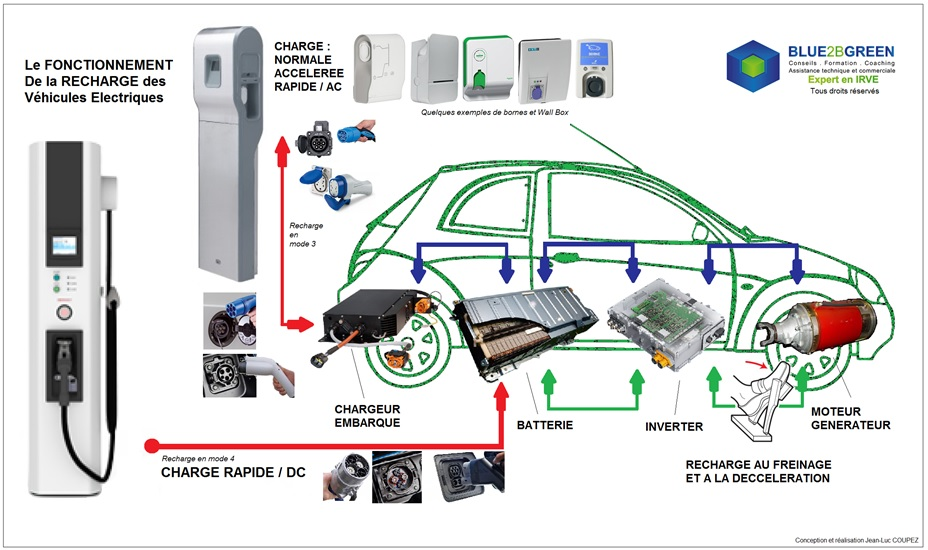 Le FONCTIONNEMENT
De la RECHARGE des
Véhicules Electriques
CHARGE :
NORMALE
ACCELEREE
RAPIDE / AC
Quelques exemples de bornes et Wall Box
BLUE2BGREEN
Conseils . Formation . Coaching
Assistance technique et commerciale
Expert en IRVE
Tous droits réservés
Recharge
en
mode 3
CHARGEUR
EMBARQUE
BATTERIE
INVERTER
MOTEUR
GENERATEUR
Recharge en mode 4
CHARGE RAPIDE / DC
RECHARGE AU FREINAGE
ET A LA DECCELERATION
Conception et réalisation Jean-Luc COUPEZ